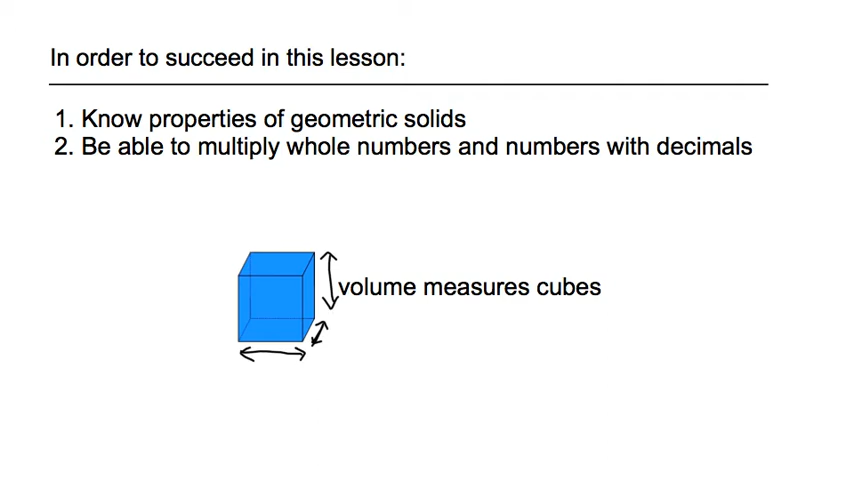 In order to succeed in this lesson:
1. Know properties of geometric solids
2. Be able to multiply whole numbers and numbers with decimals
volume measures cubes